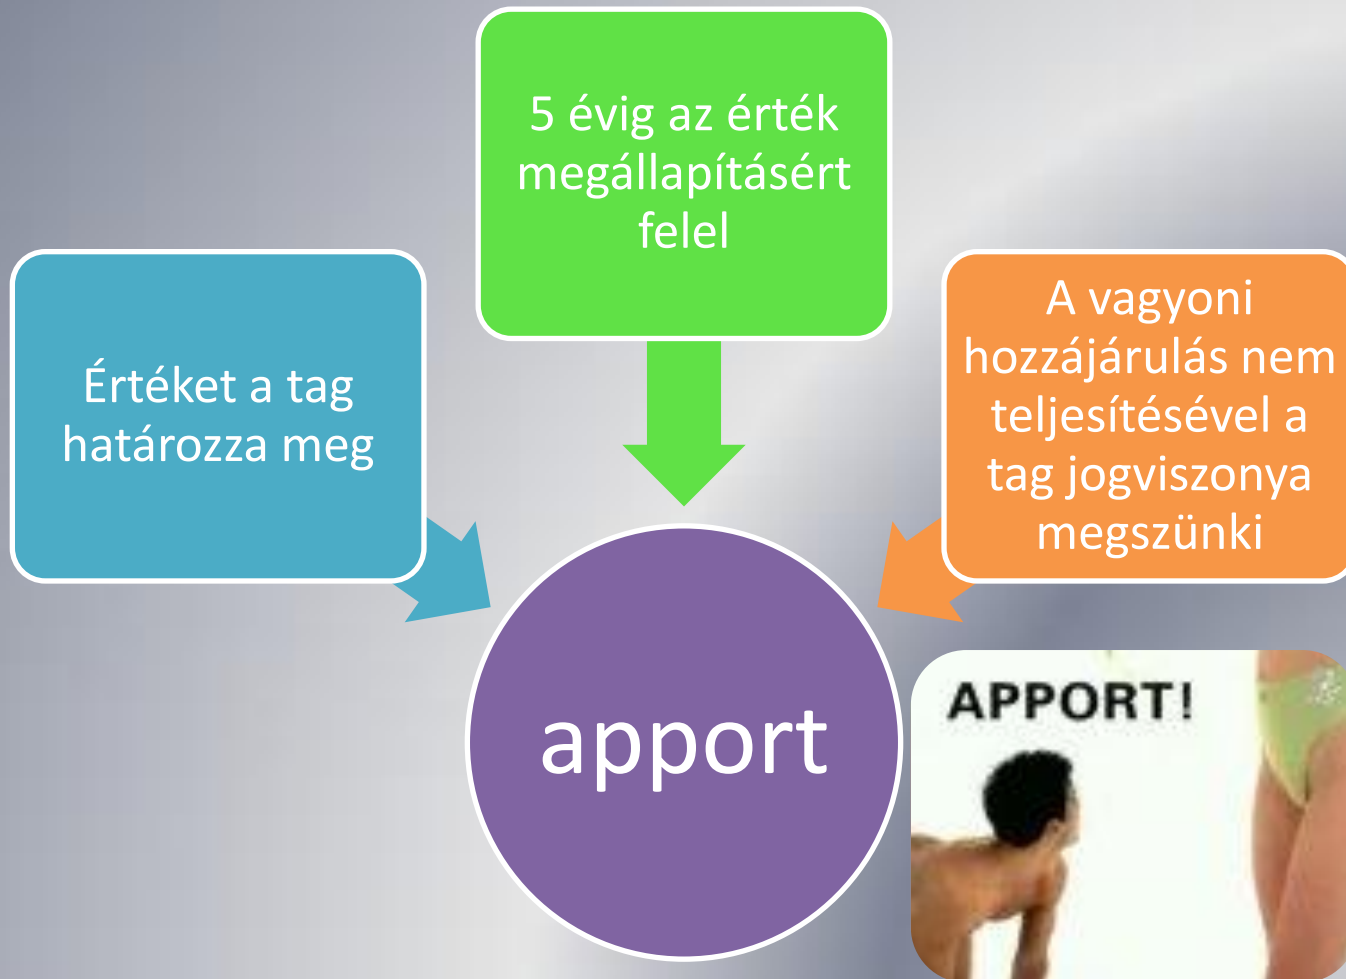 5 évig az érték
megállapításért
felel
Értéket a tag
határozza meg
A vagyoni
hozzájárulás nem
teljesítésével a
tag jogviszonya
megszünki
apport
APPORT!